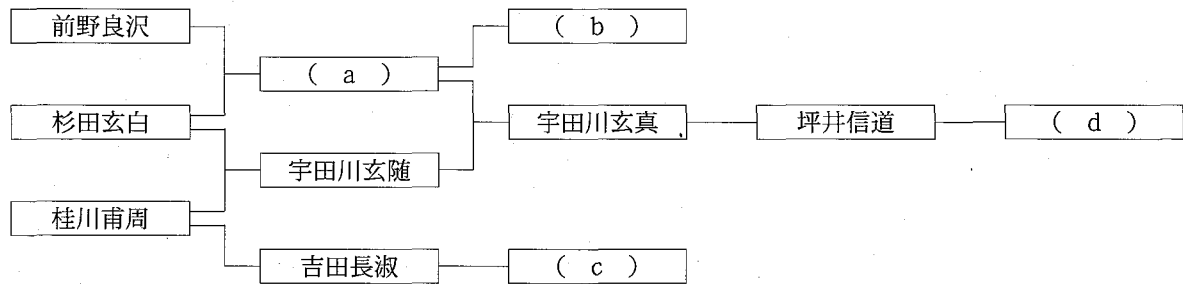 前野良沢
( b )
( a )
杉田玄白
宇田川玄真
坪井信道
( d )
宇田川玄随
桂川甫周
吉田長淑
( c )